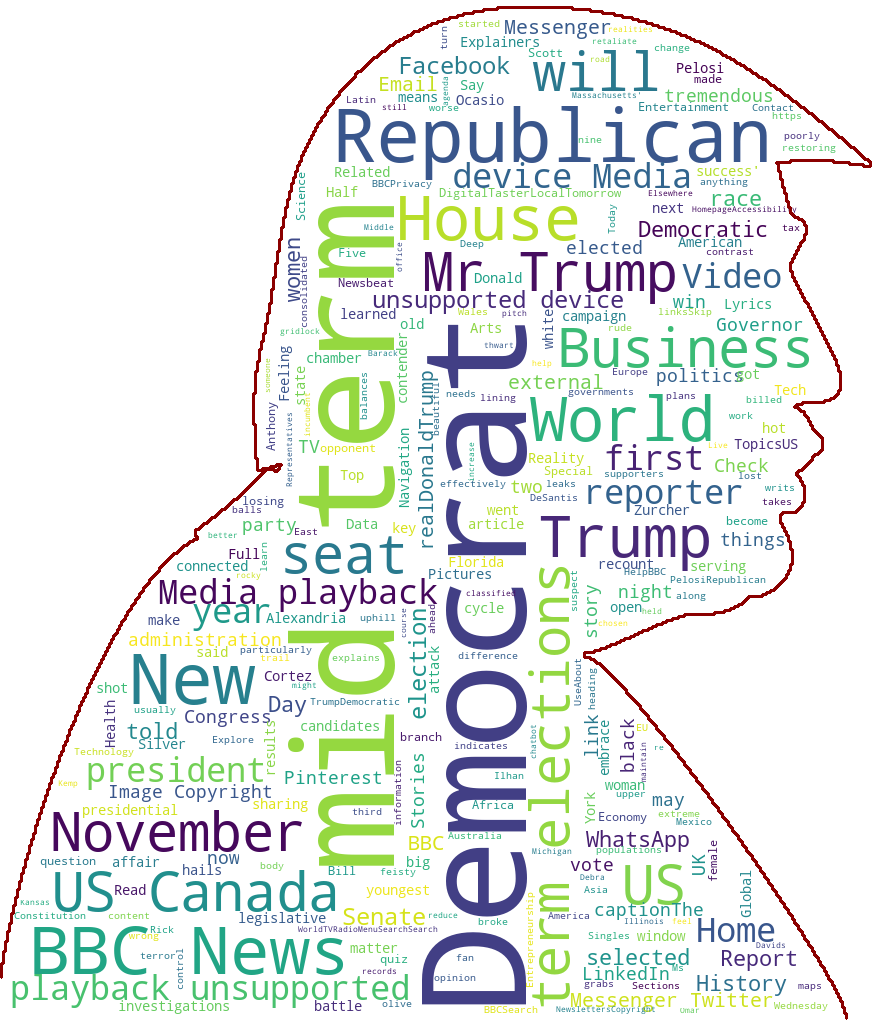 started
Messenger
realities
turn
Explainers
retaliate
Scott
change
road
Facebook
will
Pelosi
made
Email
agenda
Say
Massachusetts'
tremendous
Latin
means
Ocasio
still
worse
Entertainment
Contact
https
Republican
nine
poorly
restoring
Related
device Media
success'
BBCPrivacy
anything
Science
Half
DigitalTasterLocalTomorrow
Elsewhere
race
House
Today
next
HomepageAccessibility
Middle
Democratic
tax
women
Five
office
Deep
elected
American
contrast
consolidated
Newsbeat
Mr Trump
Donald
Video
unsupported device
linksSkip
win
Lyrics
learned
old
Wales
pitch
campaign
Governor
gridlock
Arts
white
rude
chamber
Barack
thwart
Business
Feeling
contender
help
Europe
politics
got
someone
state
balances
beautiful
external
governments
plans
Tech
billed
incumbent
needs
lining
World
work
hot
Anthony
TV
opponent
realDonaldTrump
Live
TopicsUS
Representatives
Navigation
increase
Reality
first
Check
lost
Top
Special
supporters
effectively
leaks
two
reporter
writs
losing
DeSantis
takes
balls
went
Zurcher
become
party
Data
key
article
Trump
things
East
better
seat
Full
Florida
recount
connected
learn
rocky
Pictures
HelpBBC
serving
PelosiRepublican
Media playback
classified
suspect
night
along
year
cycle
story
open
held
make
Alexandria
uphill
course
ahead
chosen
administration
said
particularly
explains
election
difference
trail
New
Cortez
attack
UseAbout
heading
shot
might
usually
TrumpDemocratic
Day
Congress
candidates
Health
told
Silver
Explore
branch
indicates
chatbot
link
embrace
black
EU
maintain
re
Technology
results
Kemp
president
Pinterest
Stories
Ilhan
woman
upper
Image Copyright
information
York
may
presidential
sharing
third
Africa
Economy
extreme
Mexico
November
BBC
Australia
WhatsApp
Michigan
populations
female
question
affair
now
big
vote
UK
hails
body
Bill
feisty
Debra
US Canada
Read
youngest
Asia
US
Global
Kansas
Constitution
content
legislative
Senate
reduce
America
captionThe
wrong
Rick
WorldTVRadioMenuSearchSearch
broke
Entrepreneurship
Illinois
feel
Home
BBC News
terror
control
matter
fan
Singles
window
Davids
quiz
opinion
selected
Report
records
LinkedIn
Ms
playback unsupported
grabs
Sections
History
maps
investigations
battle
olive
BBCSearch
Messenger Twitter
NewslettersCopyright
Omar
Wednesday
mid term
Democrat
term elections